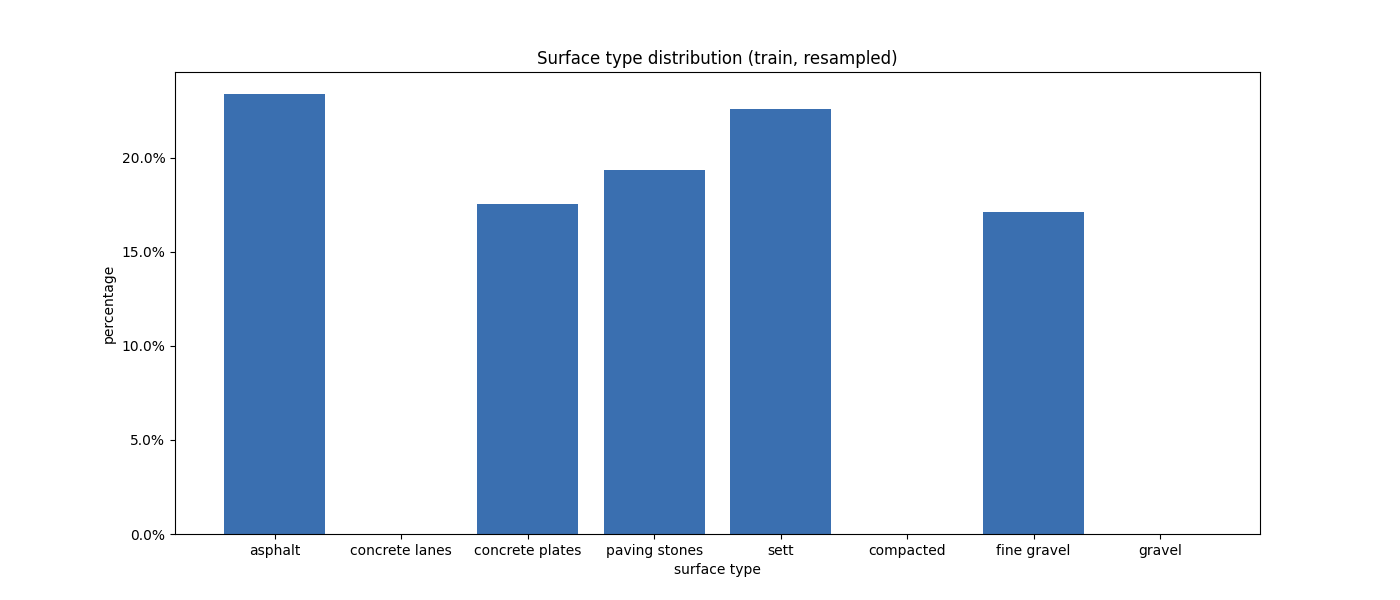 Surface type distribution (train, resampled)
percentage
20.0%
15.0%
10.0%
5.0%
0.0%
asphalt concrete lanes concrete plates paving stones sett compacted fine gravel gravel
surface type